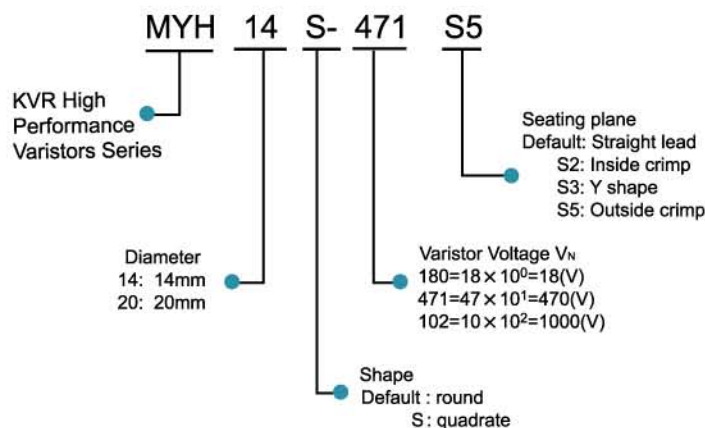 MYH 14 S- 471 S5
KVR High
Performance
Varistors Series
Seating plane
Default: Straight lead
S2: Inside crimp
S3: Y shape
S5: Outside crimp
Diameter
14: 14mm
20: 20mm
Varistor Voltage VN
180=18×10⁰=18(V)
471=47×10¹=470(V)
102=10×10²=1000(V)
Shape
Default : round
S: quadrate